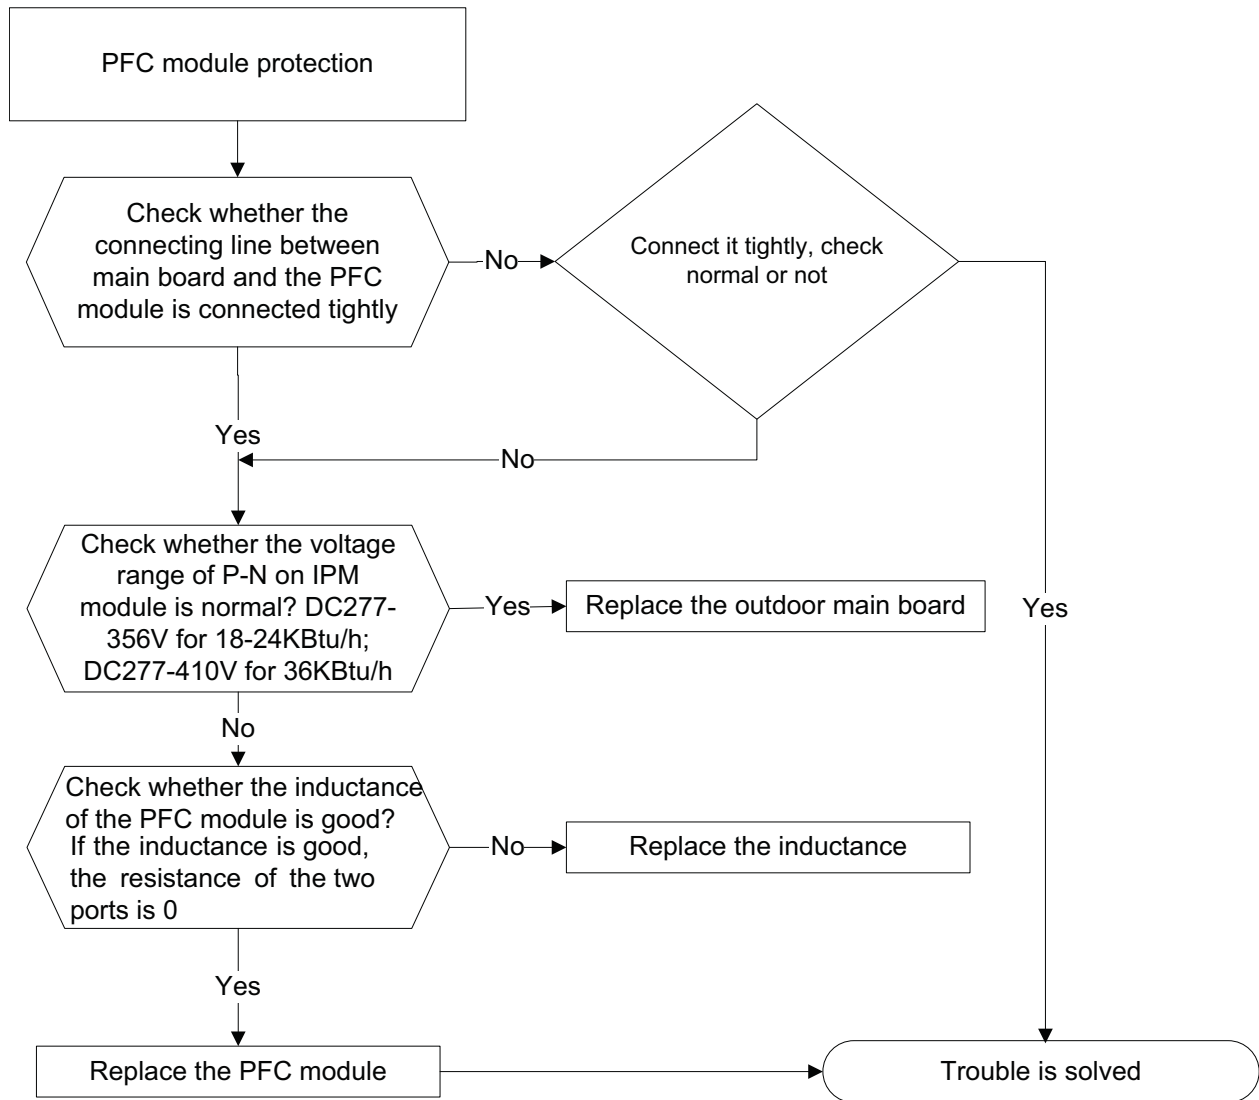 PFC module protection
Check whether the
connecting line between
main board and the PFC
module is connected tightly
No
Connect it tightly, check
normal or not
Yes
No
Check whether the voltage
range of P-N on IPM
module is normal? DC277-
356V for 18-24KBtu/h;
DC277-410V for 36KBtu/h
Yes
Replace the outdoor main board
Yes
No
Check whether the inductance
of the PFC module is good?
If the inductance is good,
the resistance of the two
ports is 0
No
Replace the inductance
Yes
Replace the PFC module
Trouble is solved